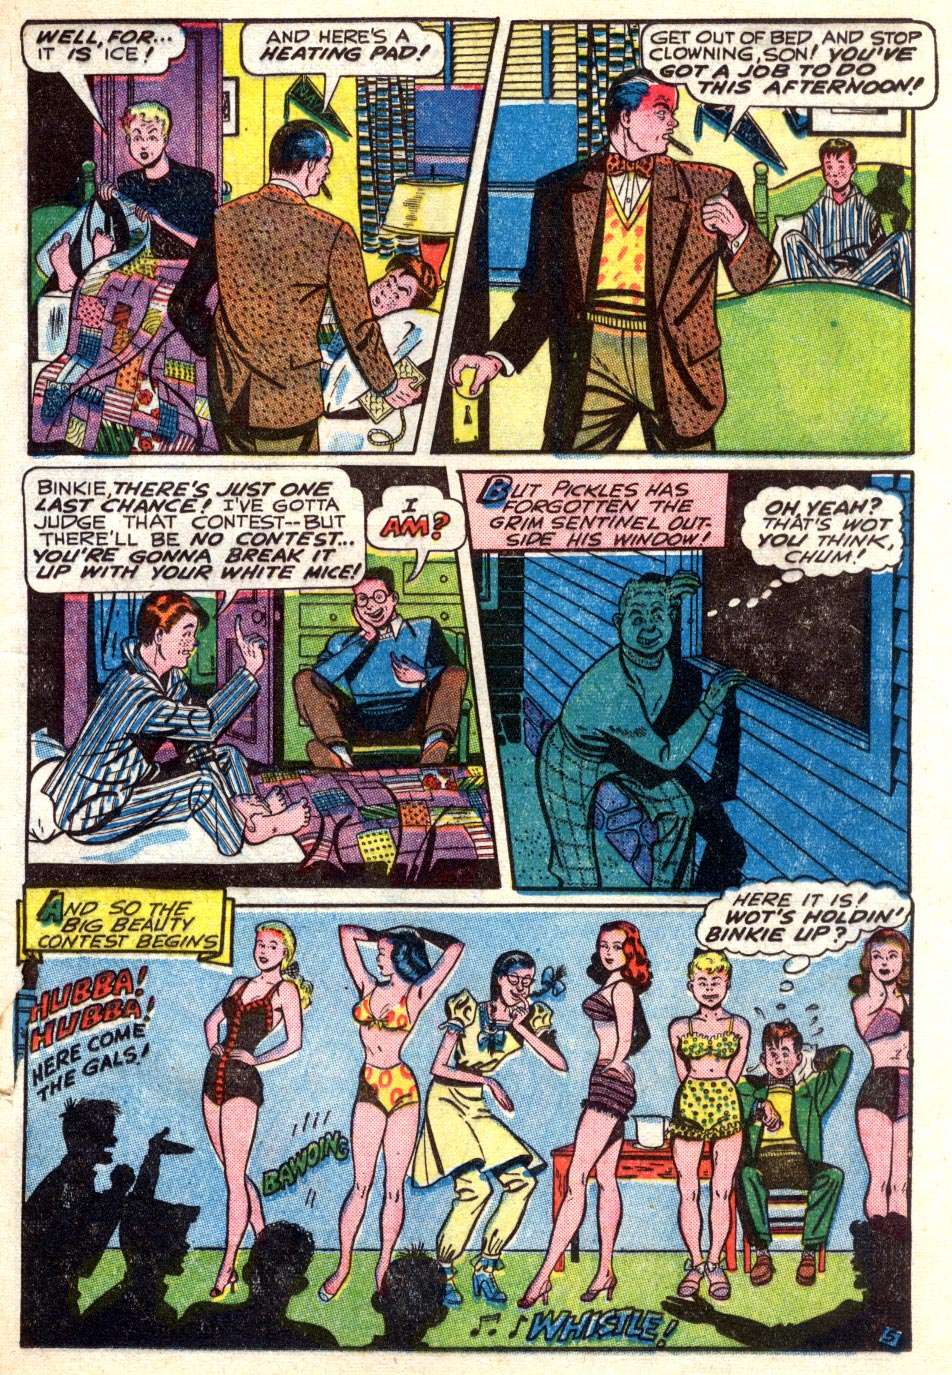 WELL, FOR...
IT IS ICE!
AND HERE'S A
HEATING PAD!
GET OUT OF BED AND STOP
CLOWNING, SON! YOU'VE
GOT A JOB TO DO
THIS AFTERNOON!
BINKIE, THERE'S JUST ONE
LAST CHANCE! I'VE GOTTA
JUDGE THAT CONTEST--BUT
THERE'LL BE NO CONTEST...
YOU'RE GONNA BREAK IT
UP WITH YOUR WHITE MICE!
I
AM?
BUT PICKLES HAS
FORGOTTEN THE
GRIM SENTINEL OUT-
SIDE HIS WINDOW!
OH, YEAH?
THAT'S WOT
YOU THINK,
CHUM!
AND SO THE
BIG BEAUTY
CONTEST BEGINS
HUBBA!
HUBBA!
HERE COME
THE GALS!
BAWOING
HERE IT IS!
WOT'S HOLDIN'
BINKIE UP?
WHISTLE!
5